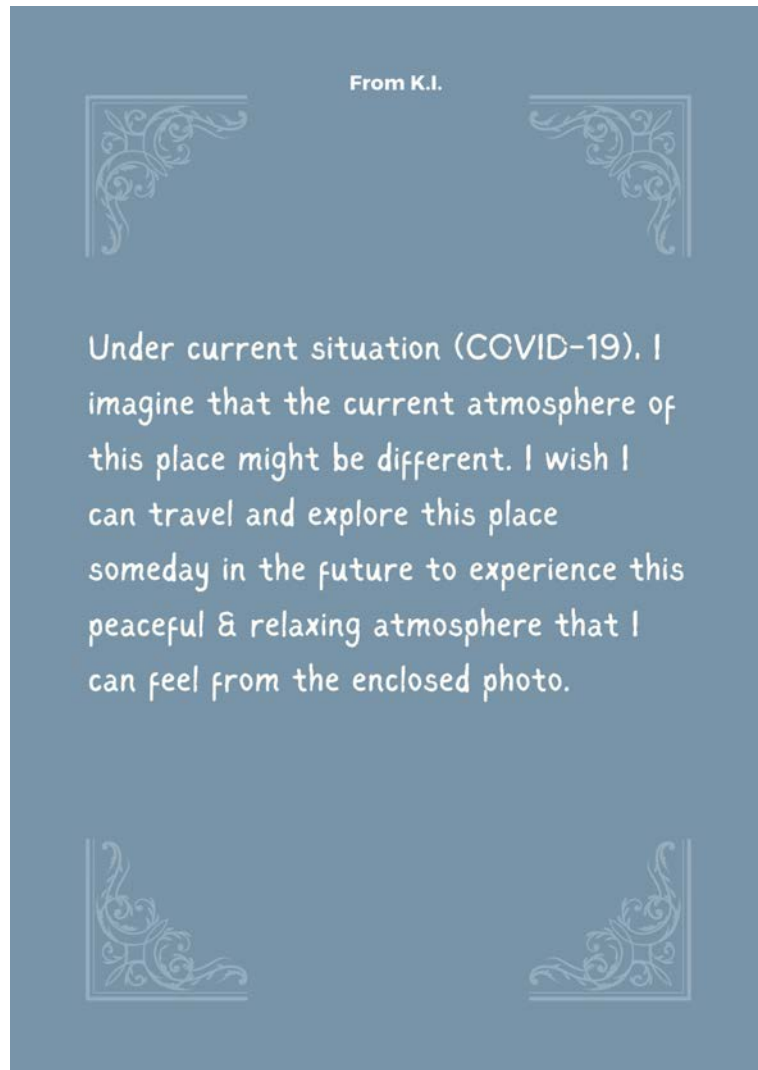 From K.I.
Under current situation (COVID-19), I
imagine that the current atmosphere of
this place might be different. I wish I
can travel and explore this place
someday in the future to experience this
peaceful & relaxing atmosphere that I
can feel from the enclosed photo.